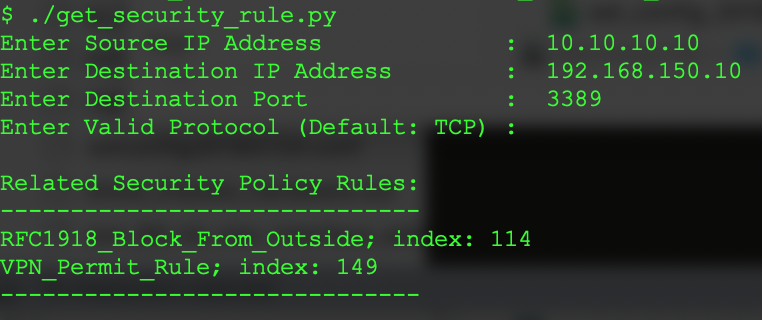 $ ./get_security_rule.py
Enter Source IP Address             :  10.10.10.10
Enter Destination IP Address        :  192.168.150.10
Enter Destination Port              :  3389
Enter Valid Protocol (Default: TCP) :
Related Security Policy Rules:
------------------------------
RFC1918_Block_From_Outside; index: 114
VPN_Permit_Rule; index: 149
------------------------------